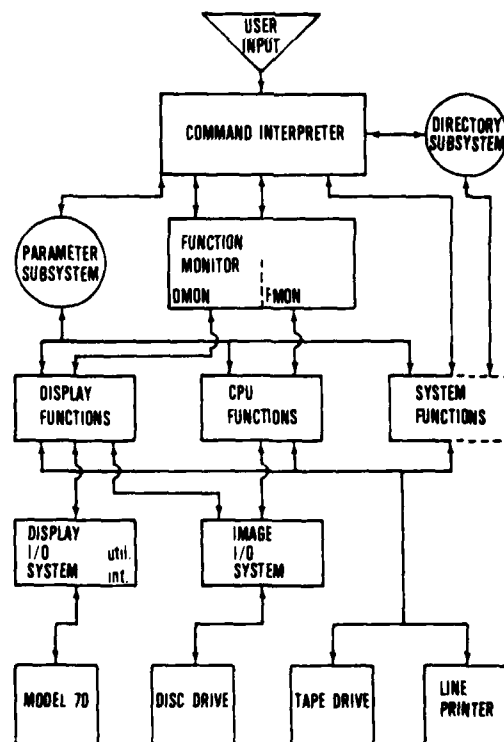 USER
INPUT
COMMAND INTERPRETER
DIRECTORY
SUBSYSTEM
PARAMETER
SUBSYSTEM
FUNCTION
MONITOR
DMON
FMON
DISPLAY
FUNCTIONS
CPU
FUNCTIONS
SYSTEM
FUNCTIONS
DISPLAY
I/O util.
SYSTEM int.
IMAGE
I/O
SYSTEM
MODEL 70
DISC DRIVE
TAPE DRIVE
LINE
PRINTER